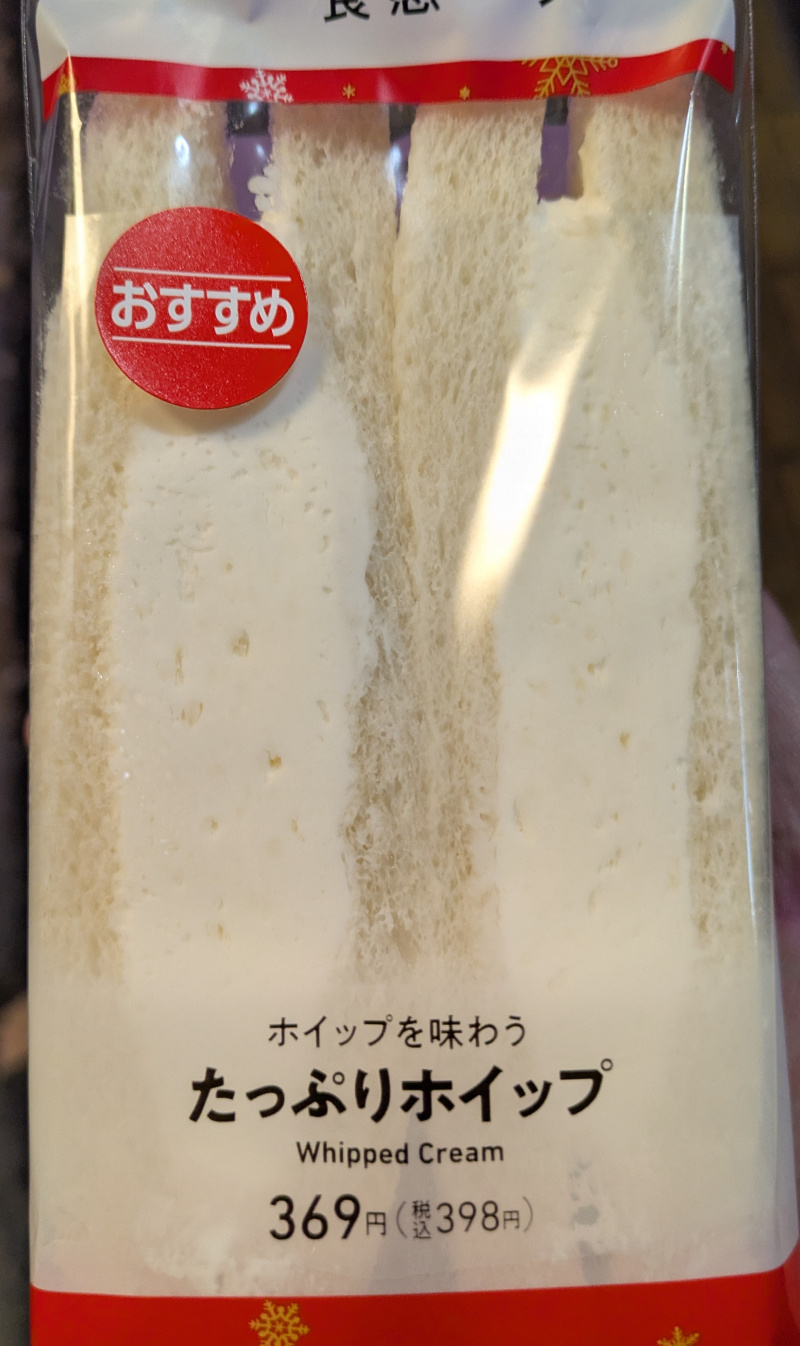 おすすめ
ホイップを味わう
たっぷりホイップ
Whipped Cream
369円(税込398円)